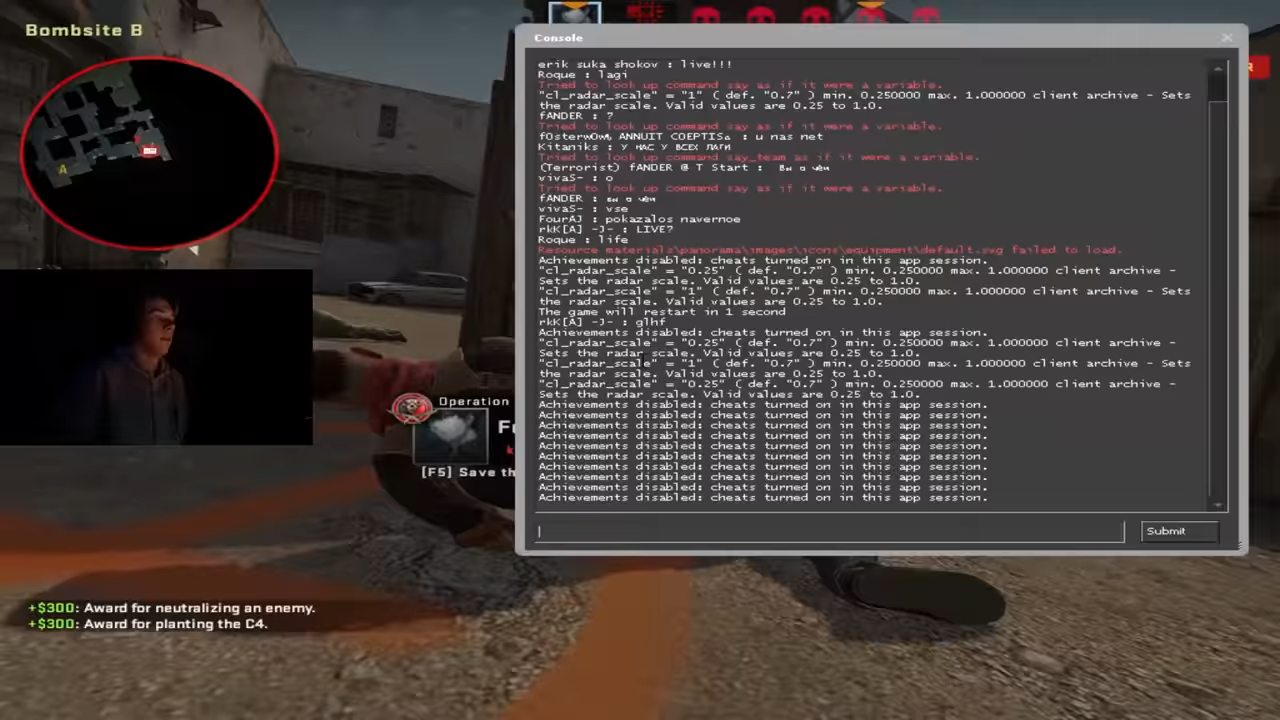 Bombsite B
Console
erik suka shokov : live!!!
Roque : lagi
Tried to look up command say as if it were a variable.
"cl_radar_scale" = "1" ( def. "0.7" ) min. 0.250000 max. 1.000000 client archive - Sets
the radar scale. Valid values are 0.25 to 1.0.
fANDER : ?
Tried to look up command say as if it were a variable.
fOsterwOw, ANNUIT COEPTIS. : u nas net
Kitaniks : У НАС У ВСЕХ ЛАГИ
Tried to look up command say_team as if it were a variable.
(Terrorist) fANDER @ T Start : Вы о чём
vivaS- : o
Tried to look up command say as if it were a variable.
fANDER : вы о чём
vivaS- : vse
FourAJ : pokazalos navernoe
rkK[A] -J- : LIVE?
Roque : life
Resource materials\panorama\images\icons\equipment\default.svg failed to load.
Achievements disabled: cheats turned on in this app session.
"cl_radar_scale" = "0.25" ( def. "0.7" ) min. 0.250000 max. 1.000000 client archive -
Sets the radar scale. Valid values are 0.25 to 1.0.
"cl_radar_scale" = "1" ( def. "0.7" ) min. 0.250000 max. 1.000000 client archive - Sets
the radar scale. Valid values are 0.25 to 1.0.
The game will restart in 1 second
rkK[A] -J- : glhf
Achievements disabled: cheats turned on in this app session.
"cl_radar_scale" = "0.25" ( def. "0.7" ) min. 0.250000 max. 1.000000 client archive -
Sets the radar scale. Valid values are 0.25 to 1.0.
"cl_radar_scale" = "1" ( def. "0.7" ) min. 0.250000 max. 1.000000 client archive - Sets
the radar scale. Valid values are 0.25 to 1.0.
"cl_radar_scale" = "0.25" ( def. "0.7" ) min. 0.250000 max. 1.000000 client archive -
Sets the radar scale. Valid values are 0.25 to 1.0.
Achievements disabled: cheats turned on in this app session.
Achievements disabled: cheats turned on in this app session.
Achievements disabled: cheats turned on in this app session.
Achievements disabled: cheats turned on in this app session.
Achievements disabled: cheats turned on in this app session.
Achievements disabled: cheats turned on in this app session.
Achievements disabled: cheats turned on in this app session.
Achievements disabled: cheats turned on in this app session.
Achievements disabled: cheats turned on in this app session.
Achievements disabled: cheats turned on in this app session.
Submit
A
R
Operation
[F5] Save th
+$300: Award for neutralizing an enemy.
+$300: Award for planting the C4.